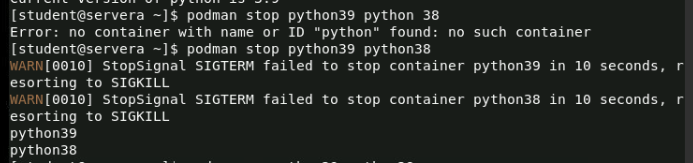 current version of python is 3.9
[student@servera ~]$ podman stop python39 python 38
Error: no container with name or ID "python" found: no such container
[student@servera ~]$ podman stop python39 python38
WARN[0010] StopSignal SIGTERM failed to stop container python39 in 10 seconds, r
esorting to SIGKILL
WARN[0010] StopSignal SIGTERM failed to stop container python38 in 10 seconds, r
esorting to SIGKILL
python39
python38